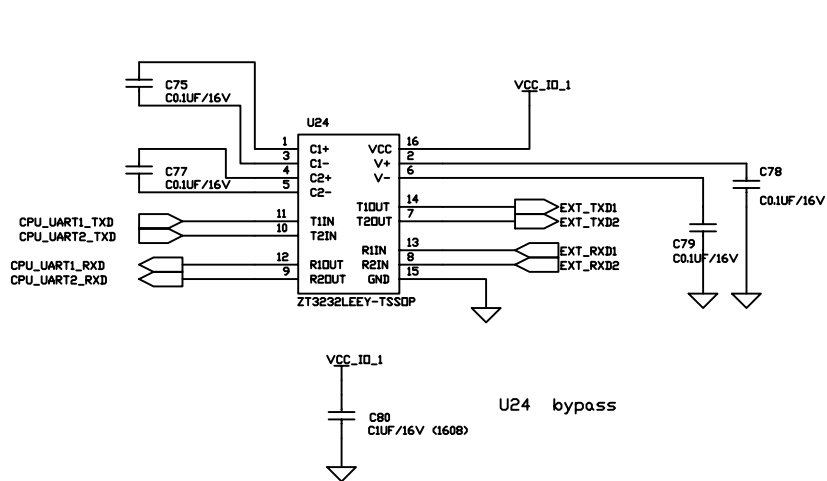 VCC_IO_1
C75
C0.1UF/16V
U24
1 C1+ VCC 16
3 C1- V+ 2
C77
C0.1UF/16V
4 C2+ V- 6
5 C2-
C78
C0.1UF/16V
T1OUT 14 EXT_TXD1
CPU_UART1_TXD 11 T1IN T2OUT 7 EXT_TXD2
CPU_UART2_TXD 10 T2IN
C79
C0.1UF/16V
R1IN 13 EXT_RXD1
CPU_UART1_RXD 12 R1OUT R2IN 8 EXT_RXD2
CPU_UART2_RXD 9 R2OUT GND 15
ZT3232LEEY-TSSOP
VCC_IO_1
U24 bypass
C80
C1UF/16V (1608)